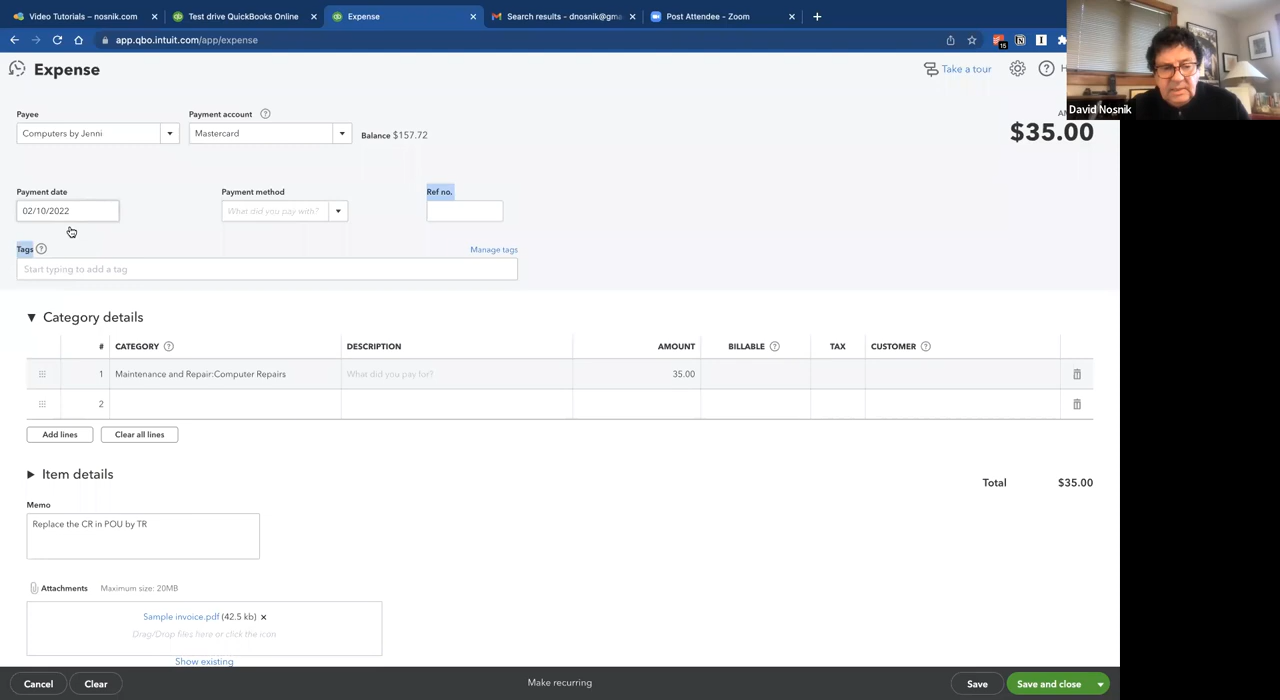 Video Tutorials – nosnik.com
Test drive QuickBooks Online
Expense
Search results - dnosnik@gma
Post Attendee - Zoom
app.qbo.intuit.com/app/expense
15
Expense
Take a tour
H
David Nosnik
Payee
Payment account
Computers by Jenni
Mastercard
Balance $157.72
$35.00
Payment date
Payment method
Ref no.
02/10/2022
What did you pay with?
Tags
Manage tags
Start typing to add a tag
Category details
# CATEGORY DESCRIPTION AMOUNT BILLABLE TAX CUSTOMER
1 Maintenance and Repair:Computer Repairs What did you pay for? 35.00
2
Add lines
Clear all lines
Item details
Total $35.00
Memo
Replace the CR in POU by TR
Attachments Maximum size: 20MB
Sample invoice.pdf (42.5 kb) ×
Drag/Drop files here or click the icon
Show existing
Cancel
Clear
Make recurring
Save
Save and close